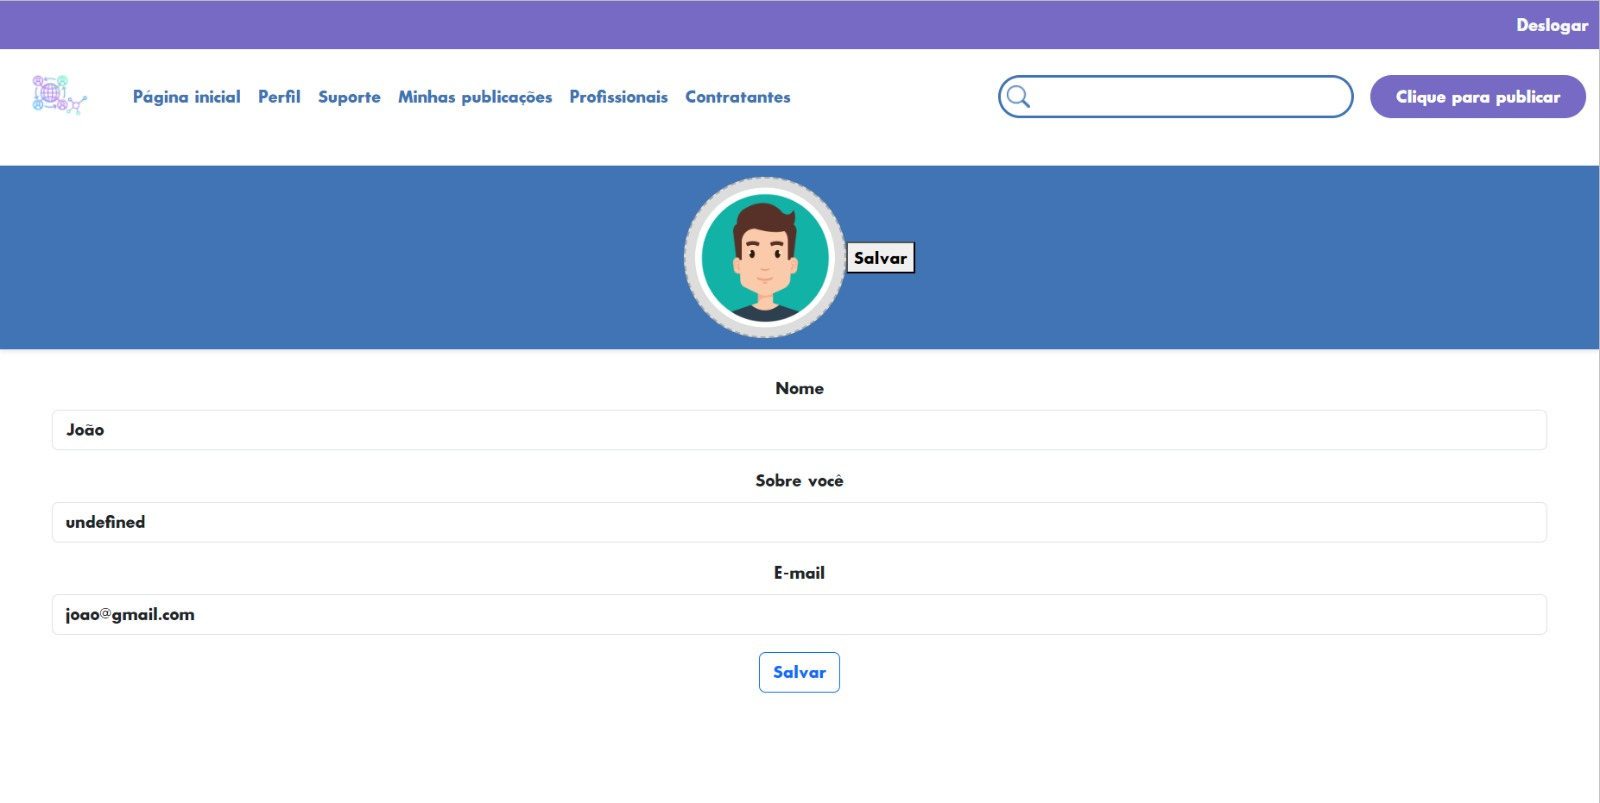 Deslogar
Página inicial Perfil Suporte Minhas publicações Profissionais Contratantes Clique para publicar
Salvar
Nome
João
Sobre você
undefined
E-mail
joao@gmail.com
Salvar